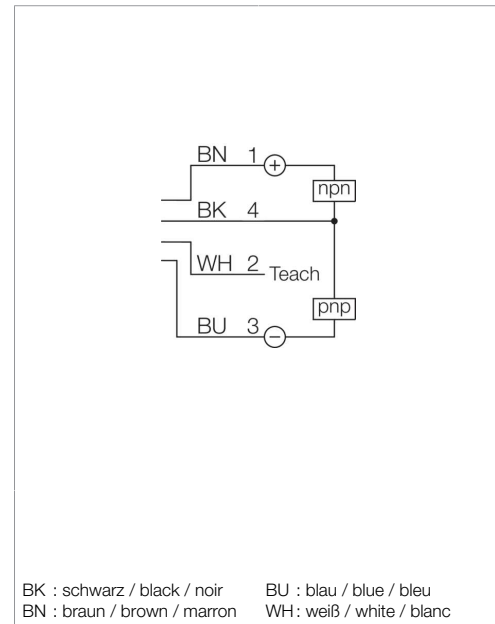 BN 1 +
npn
BK 4
WH 2 Teach
pnp
BU 3 −
BK : schwarz / black / noir BU : blau / blue / bleu
BN : braun / brown / marron WH : weiß / white / blanc